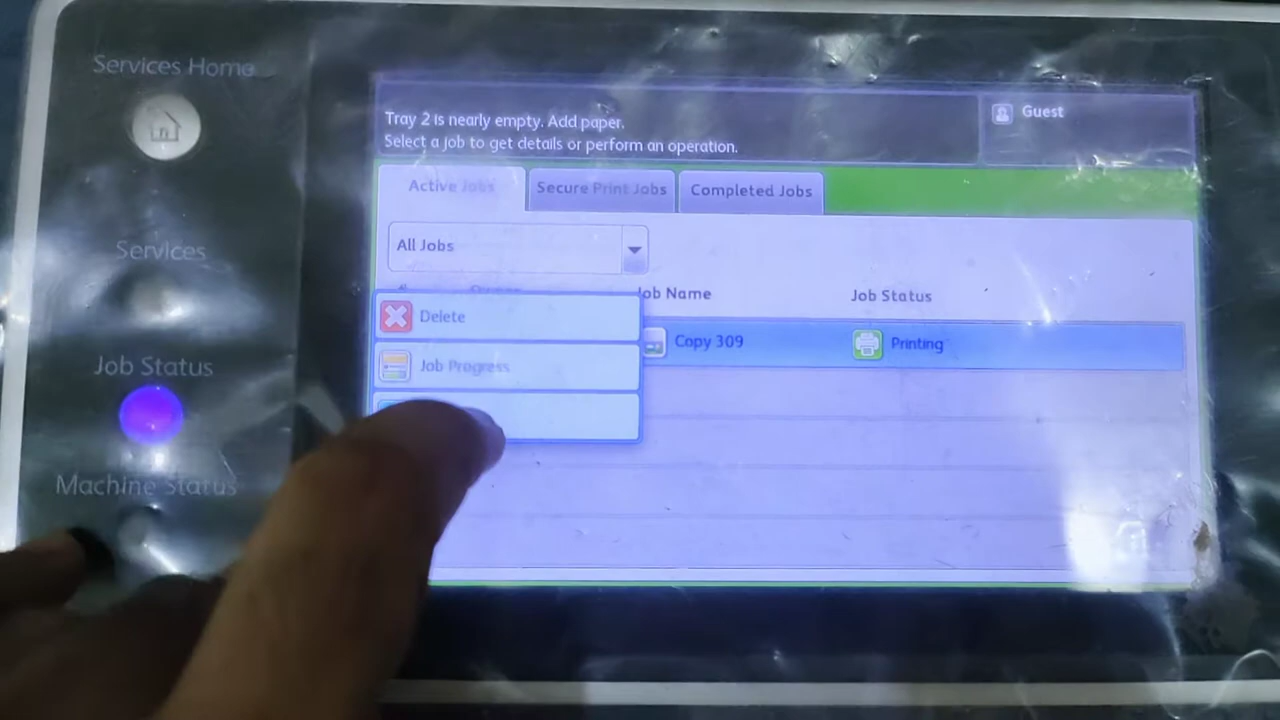 Services Home
Services
Job Status
Machine Status
Tray 2 is nearly empty. Add paper.
Select a job to get details or perform an operation.
Guest
Active Jobs
Secure Print Jobs
Completed Jobs
All Jobs
Job Name
Job Status
Delete
Job Progress
Copy 309
Printing